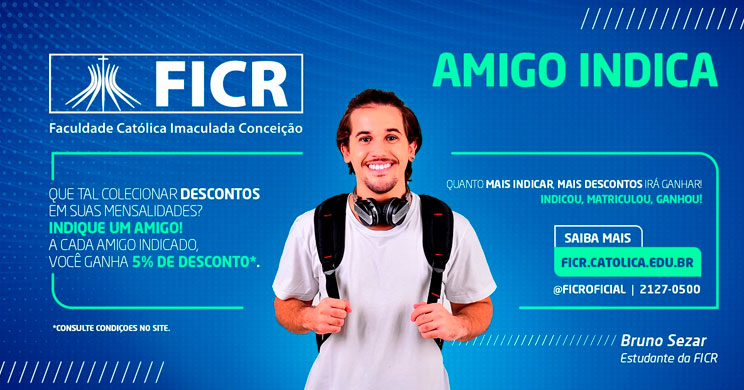 FICR
Faculdade Católica Imaculada Conceição
AMIGO INDICA
QUE TAL COLECIONAR DESCONTOS
EM SUAS MENSALIDADES?
INDIQUE UM AMIGO!
A CADA AMIGO INDICADO,
VOCÊ GANHA 5% DE DESCONTO*.
*CONSULTE CONDIÇOES NO SITE.
QUANTO MAIS INDICAR, MAIS DESCONTOS IRÁ GANHAR!
INDICOU, MATRICULOU, GANHOU!
SAIBA MAIS
FICR.CATOLICA.EDU.BR
@FICROFICIAL | 2127-0500
Bruno Sezar
Estudante da FICR